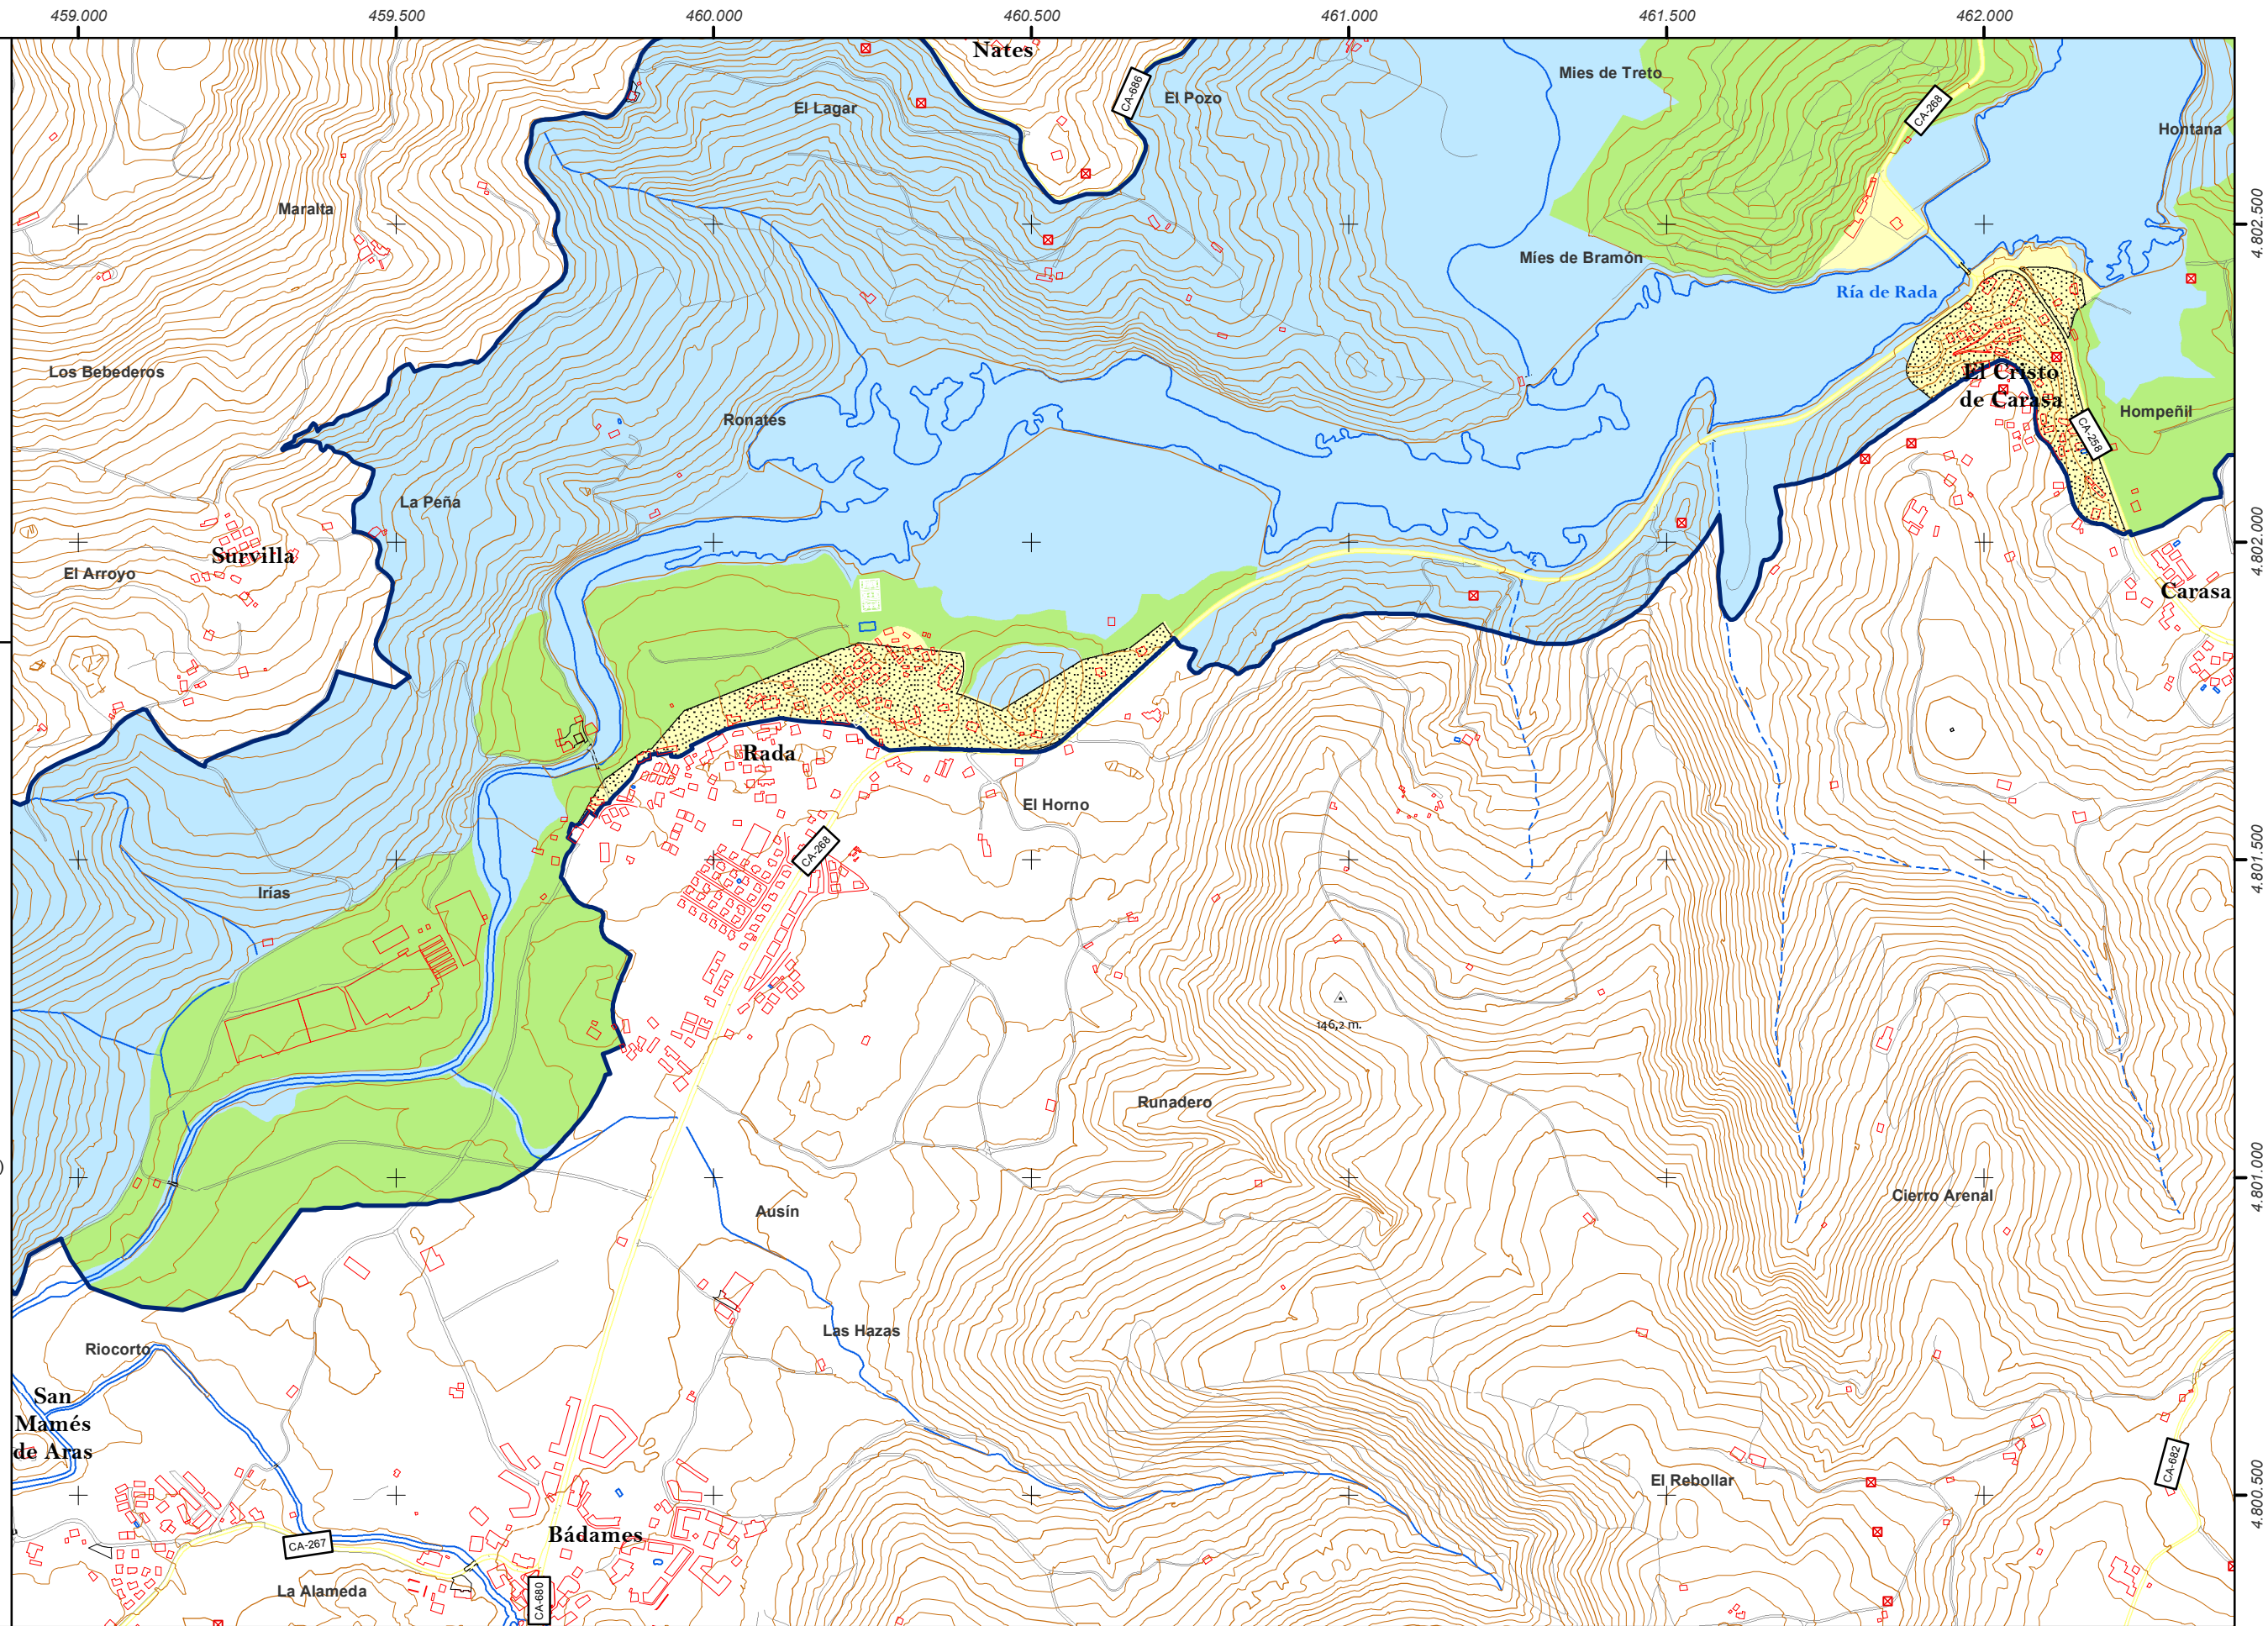 459.000
459.500
460.000
460.500
461.000
461.500
462.000
Nates
CA-686
El Lagar
El Pozo
Mies de Treto
CA-268
Hontana
Maralta
4.802.500
Míes de Bramón
Ría de Rada
Los Bebederos
El Cristo
de Carasa
Ronates
Hompeñil
CA-258
La Peña
Survilla
El Arroyo
4.802.000
Carasa
Rada
El Horno
CA-268
4.801.500
Irías
146,2 m.
Runadero
)
4.801.000
Cierro Arenal
Ausín
Las Hazas
Riocorto
San
Mamés
de Aras
El Rebollar
CA-682
4.800.500
Bádames
CA-267
La Alameda
CA-680